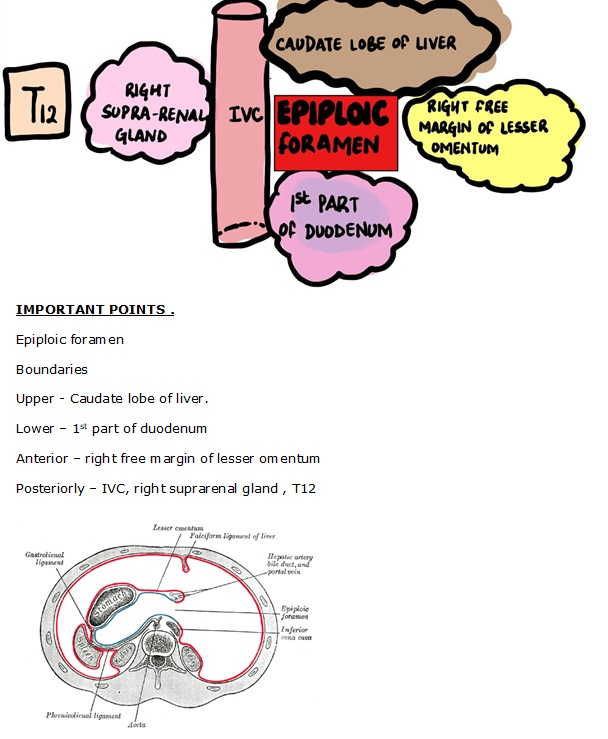 CAUDATE LOBE OF LIVER
T12
RIGHT
SUPRA-RENAL
GLAND
IVC
EPIPLOIC
FORAMEN
RIGHT FREE
MARGIN OF LESSER
OMENTUM
1st PART
OF DUODENUM
IMPORTANT POINTS .
Epiploic foramen
Boundaries
Upper - Caudate lobe of liver.
Lower – 1st part of duodenum
Anterior – right free margin of lesser omentum
Posteriorly – IVC, right suprarenal gland , T12
Lesser omentum
Falciform ligament of liver
Gastrolienal
ligament
Hepatic artery
bile duct, and
portal vein
Stomach
Epiploic
foramen
Inferior
vena cava
Spleen
Kidney
Kidney
Phrenicolienal ligament
Aorta